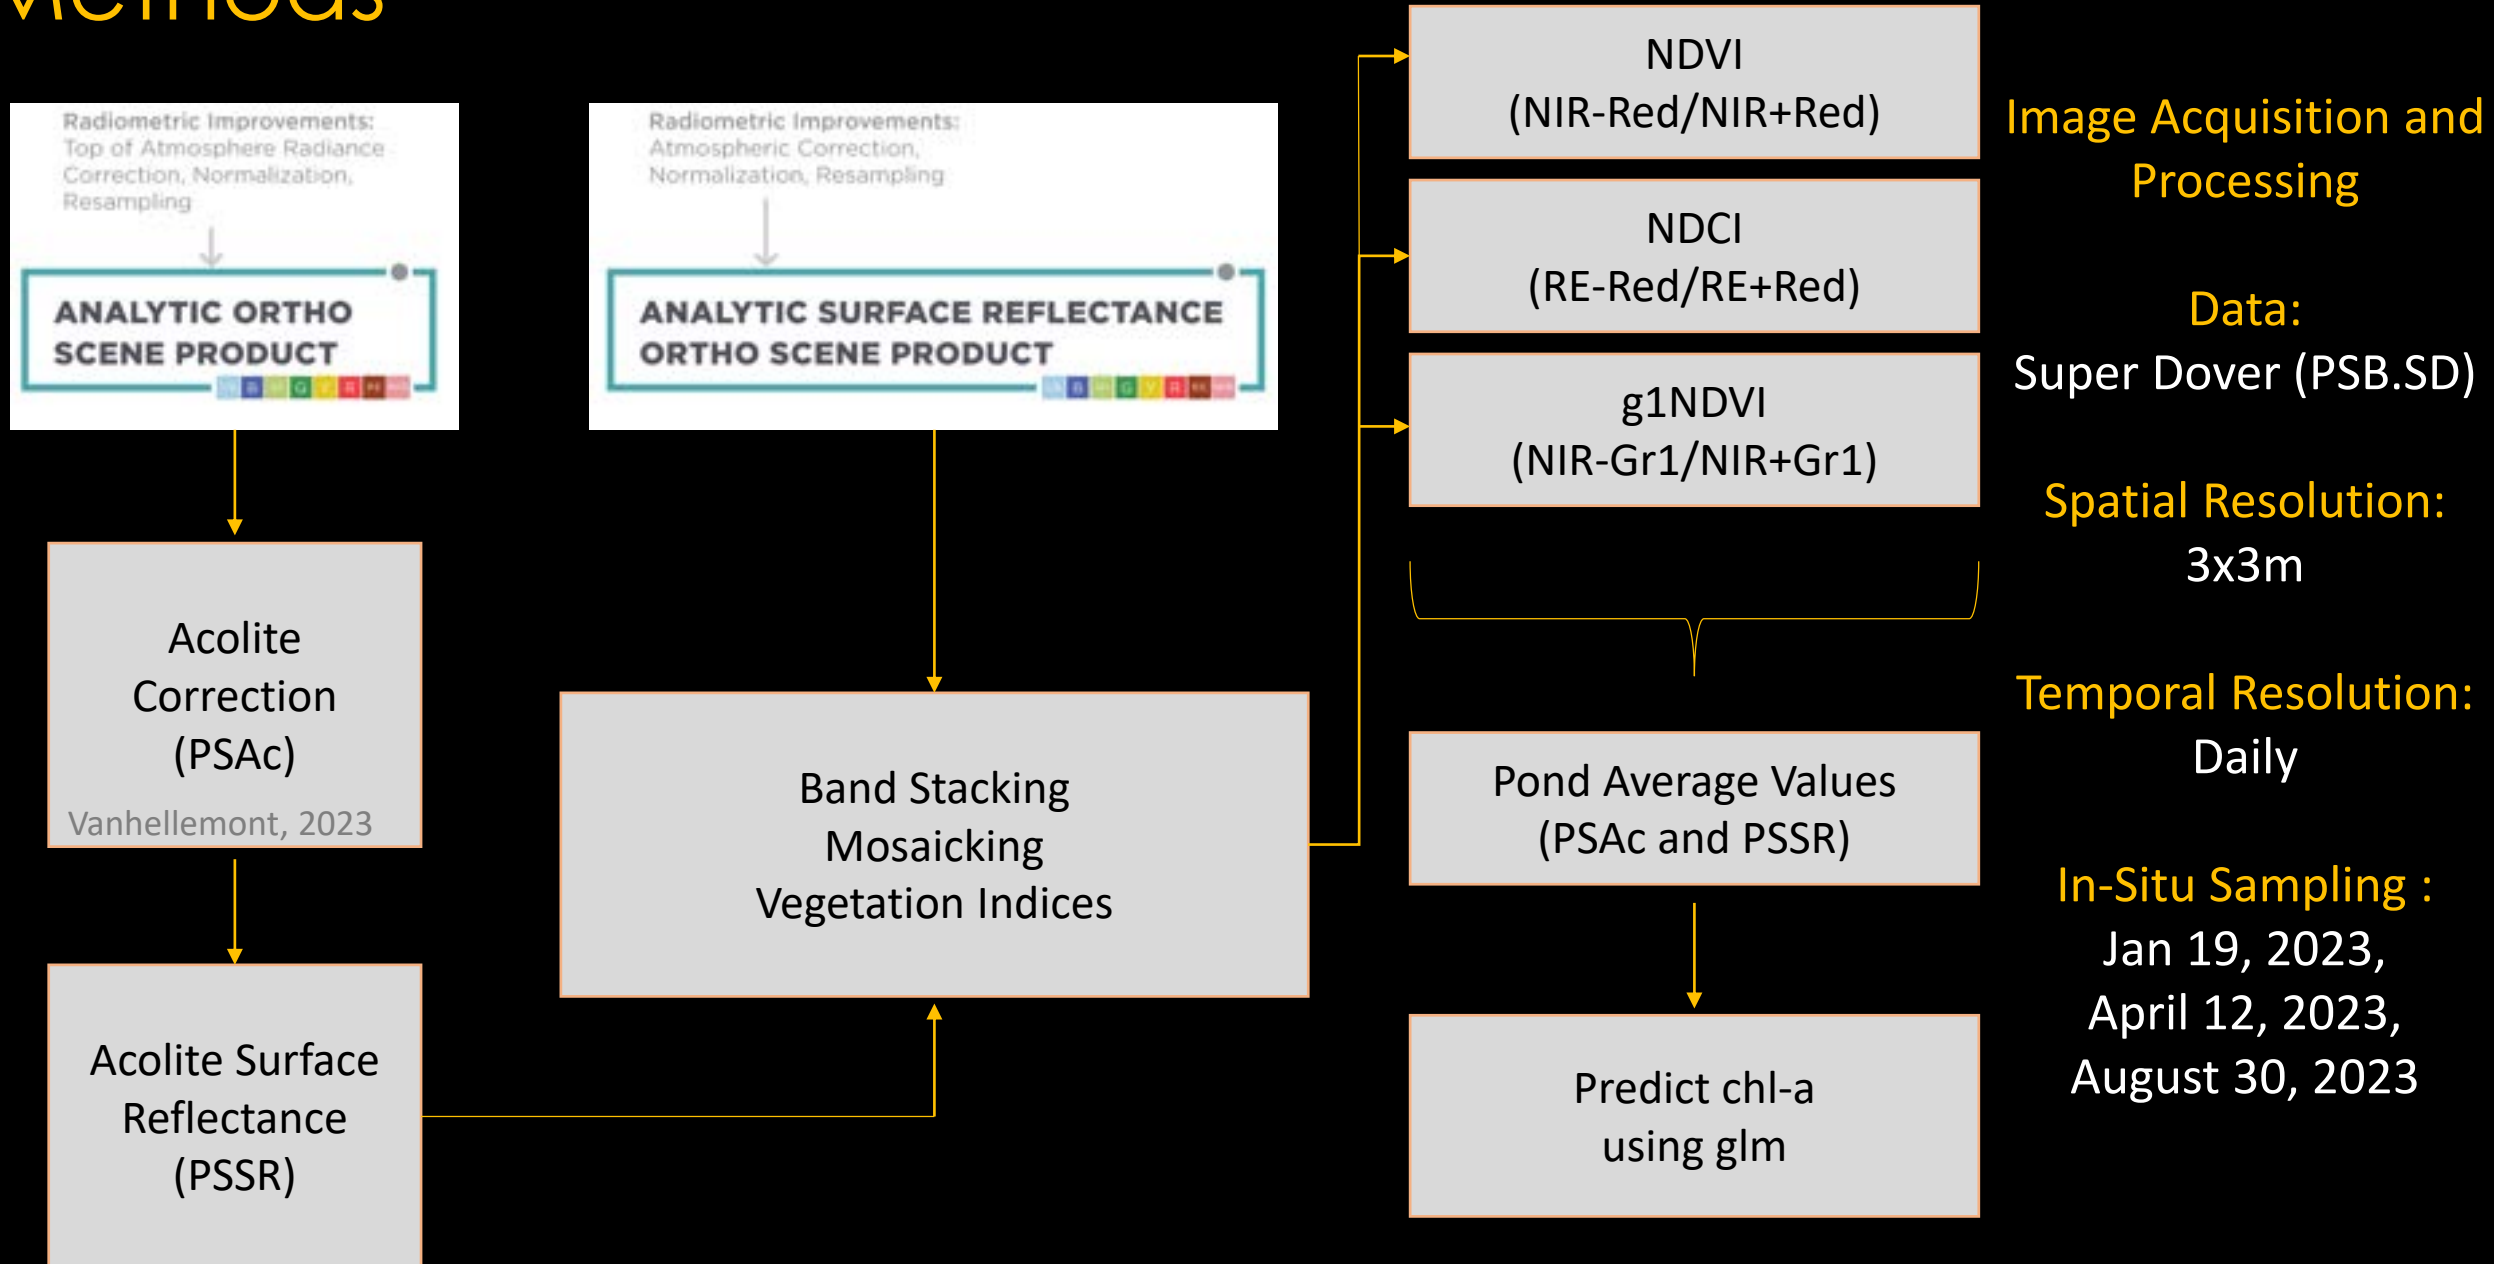 Methods
Radiometric Improvements:
Top of Atmosphere Radiance
Correction, Normalization,
Resampling
ANALYTIC ORTHO
SCENE PRODUCT
B
G
Y
R
RE
Radiometric Improvements:
Atmospheric Correction,
Normalization, Resampling
ANALYTIC SURFACE REFLECTANCE
ORTHO SCENE PRODUCT
B
G
Y
R
RE
Acolite
Correction
(PSAc)
Vanhellemont, 2023
Acolite Surface
Reflectance
(PSSR)
Band Stacking
Mosaicking
Vegetation Indices
NDVI
(NIR-Red/NIR+Red)
NDCI
(RE-Red/RE+Red)
g1NDVI
(NIR-Gr1/NIR+Gr1)
Pond Average Values
(PSAc and PSSR)
Predict chl-a
using glm
Image Acquisition and
Processing
Data:
Super Dover (PSB.SD)
Spatial Resolution:
3x3m
Temporal Resolution:
Daily
In-Situ Sampling :
Jan 19, 2023,
April 12, 2023,
August 30, 2023